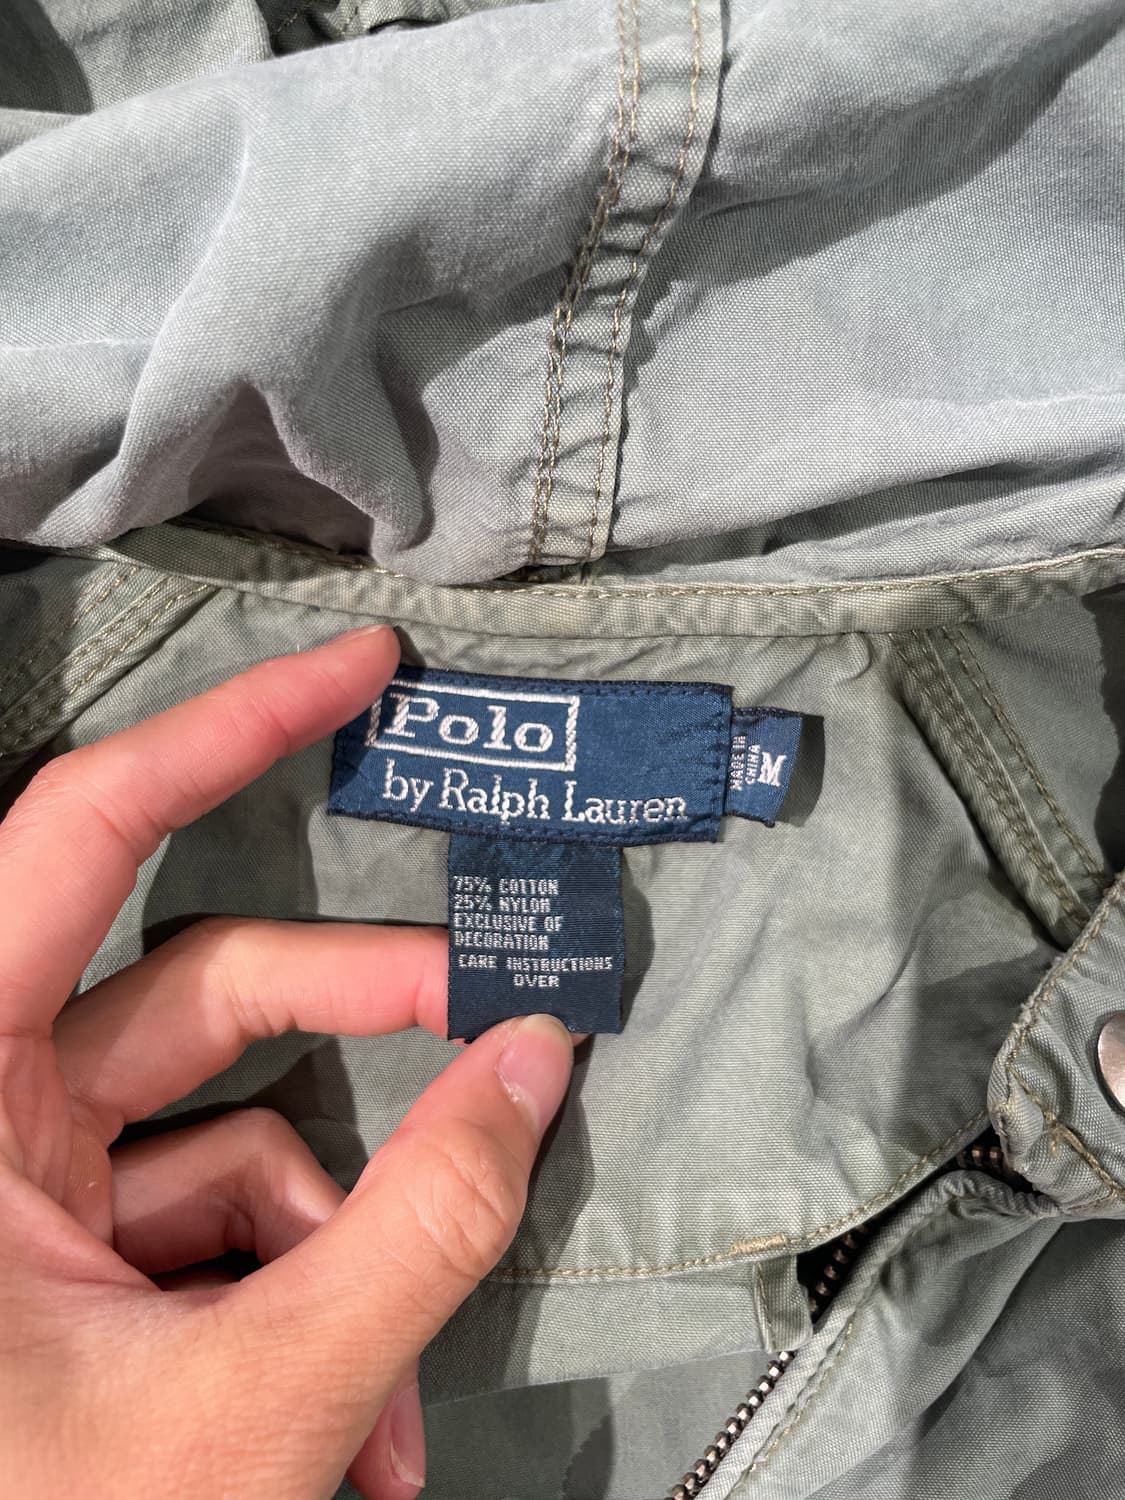 Polo
by Ralph Lauren
MADE IN
CHINA
M
75% COTTON
25% NYLON
EXCLUSIVE OF
DECORATION
CARE INSTRUCTIONS
OVER